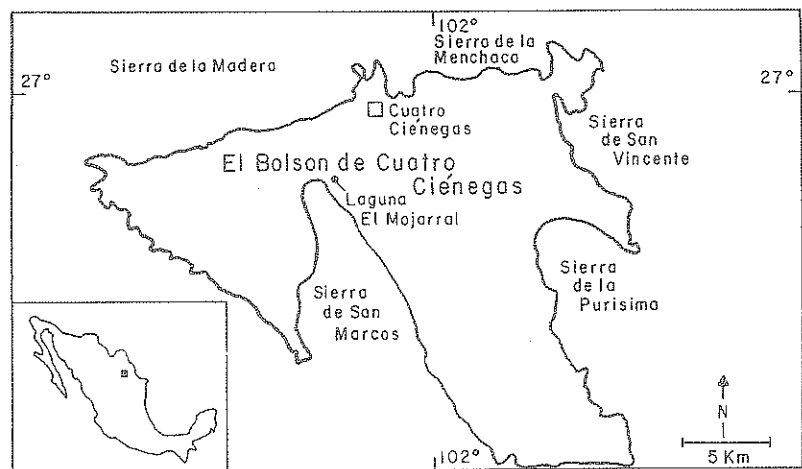 102°
Sierra de la
Menchaca
Sierra de la Madera
27°
27°
Cuatro
Ciénegas
Sierra
de San
Vincente
El Bolson de Cuatro
Ciénegas
Laguna
El Mojarral
Sierra
de la
Purisima
Sierra
de San
Marcos
N
102°
5 Km